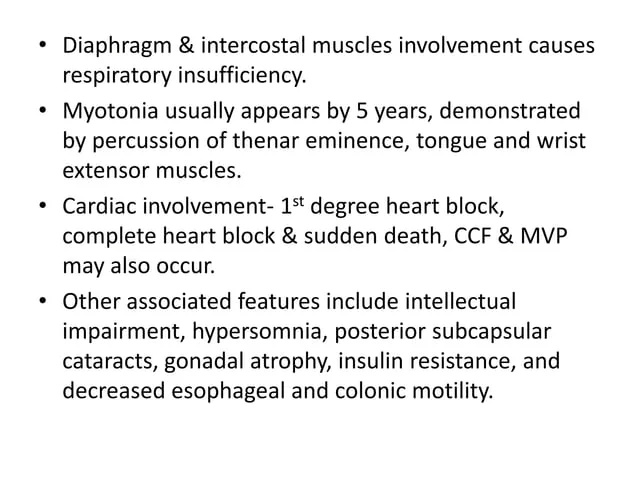 • Diaphragm & intercostal muscles involvement causes
respiratory insufficiency.
• Myotonia usually appears by 5 years, demonstrated
by percussion of thenar eminence, tongue and wrist
extensor muscles.
• Cardiac involvement- 1st degree heart block,
complete heart block & sudden death, CCF & MVP
may also occur.
• Other associated features include intellectual
impairment, hypersomnia, posterior subcapsular
cataracts, gonadal atrophy, insulin resistance, and
decreased esophageal and colonic motility.